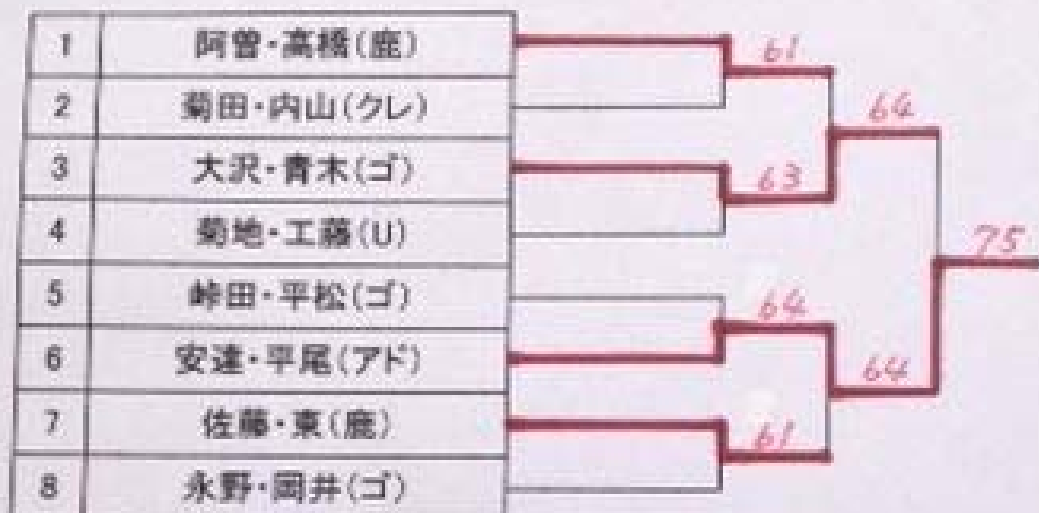 1 阿曽・高橋(鹿)
2 菊田・内山(クレ)
3 大沢・青木(ゴ)
4 菊地・工藤(U)
5 峠田・平松(ゴ)
6 安達・平尾(アド)
7 佐藤・東(鹿)
8 永野・岡井(ゴ)
61
63
64
61
64
64
75